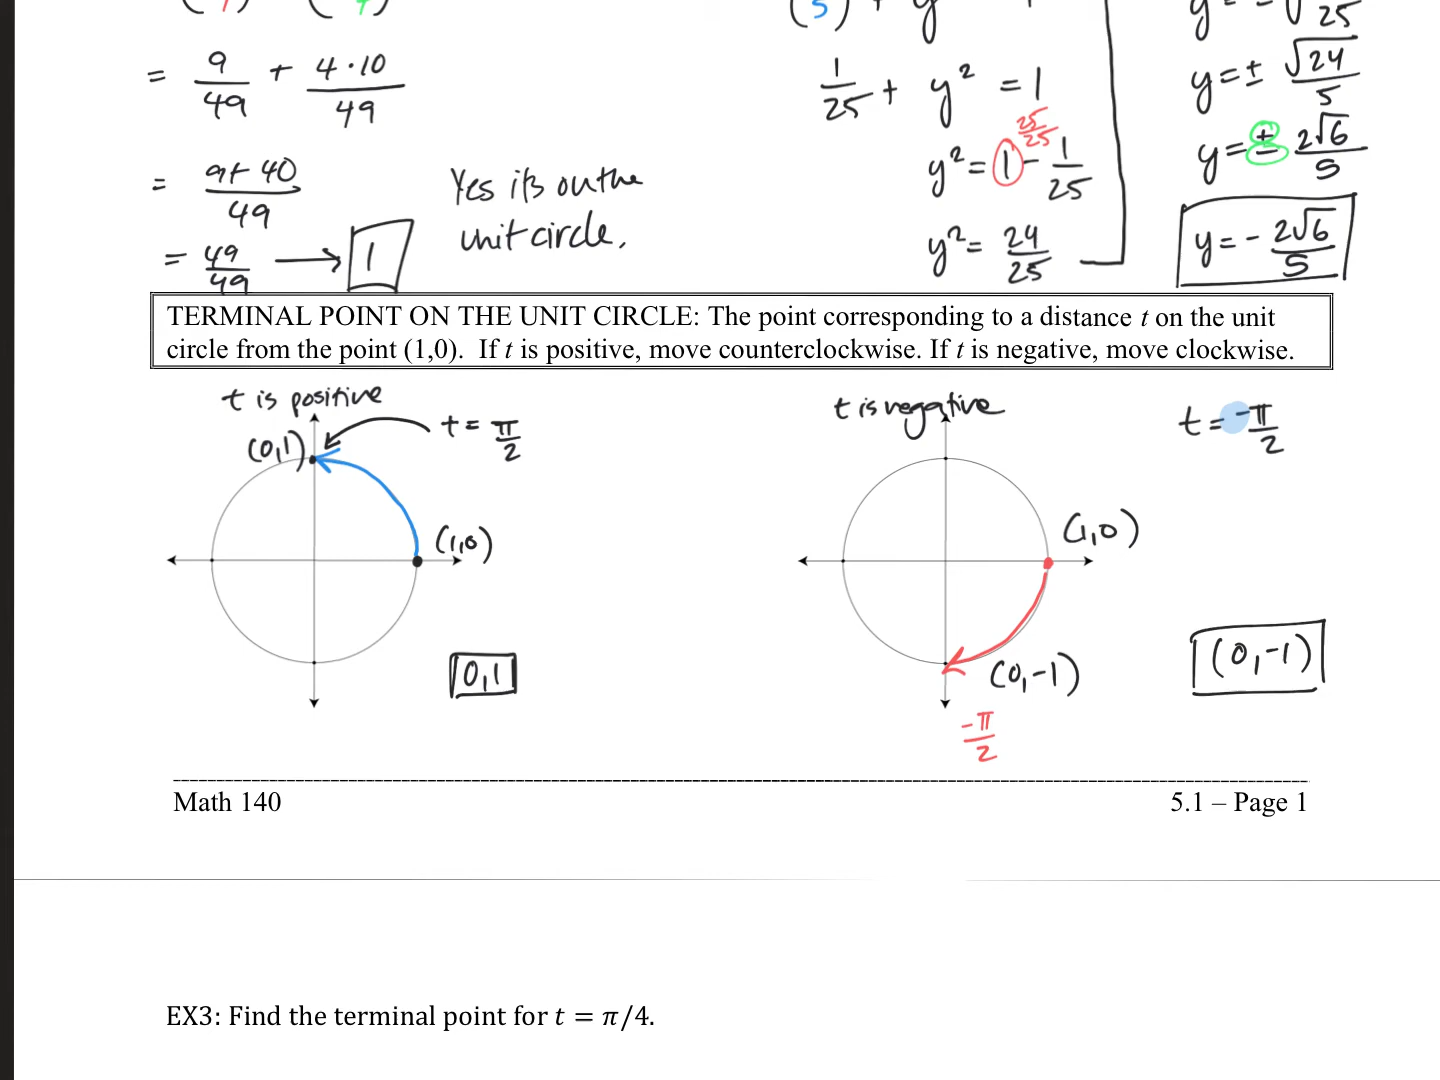 = 9/49 + 4·10/49
= 9+40/49
= 49/49 → 1
Yes it's on the
unit circle.
1/25 + y² = 1
25/25
y² = 1 - 1/25
y² = 24/25
25
y = ± √24/5
y = ± 2√6/5
y = - 2√6/5
TERMINAL POINT ON THE UNIT CIRCLE: The point corresponding to a distance t on the unit
circle from the point (1,0). If t is positive, move counterclockwise. If t is negative, move clockwise.
t is positive
(0,1)
t = π/2
(1,0)
0,1
t is negative
t = -π/2
(1,0)
(0,-1)
-π/2
(0,-1)
Math 140
5.1 – Page 1
EX3: Find the terminal point for t = π/4.